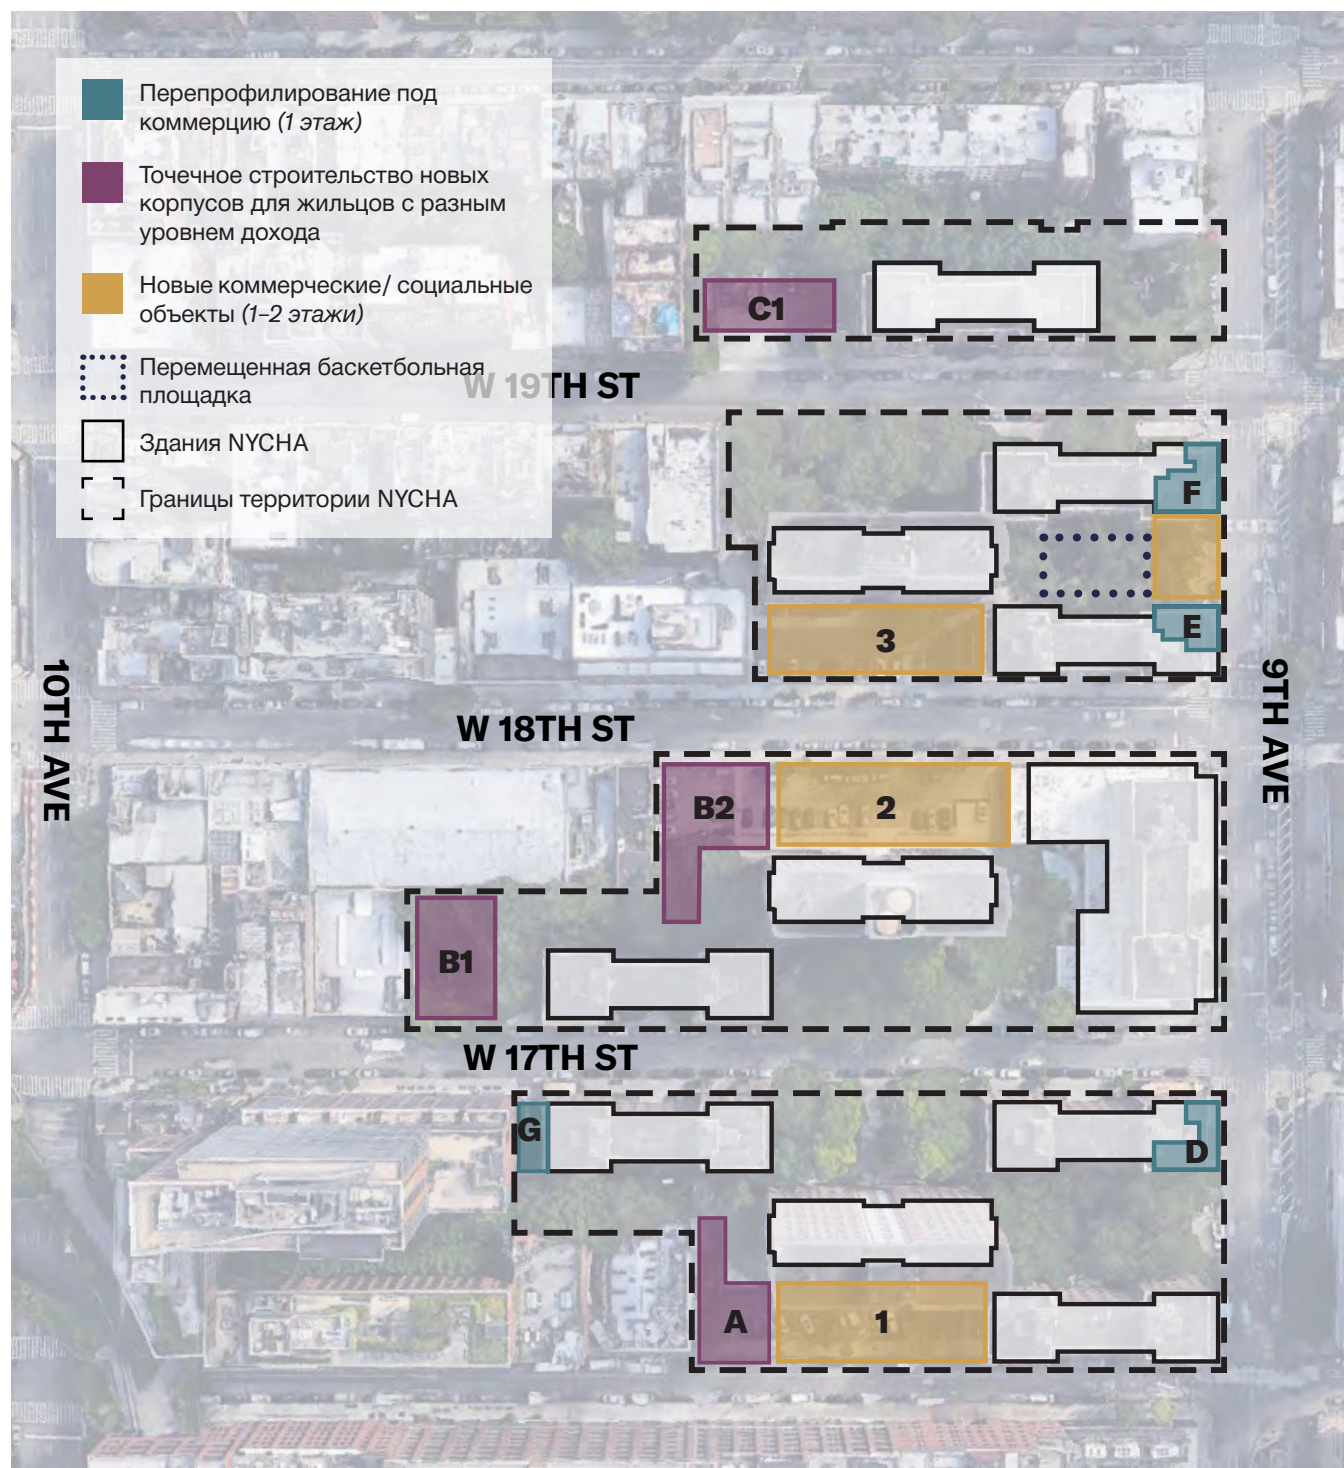 Перепрофилирование под
коммерцию (1 этаж)
Точечное строительство новых
корпусов для жильцов с разным
уровнем дохода
Новые коммерческие/ социальные
объекты (1–2 этажи)
Перемещенная баскетбольная
площадка
Здания NYCHA
Границы территории NYCHA
C1
W 19TH ST
F
E
3
10TH AVE
9TH AVE
W 18TH ST
B2
2
B1
W 17TH ST
G
D
A
1